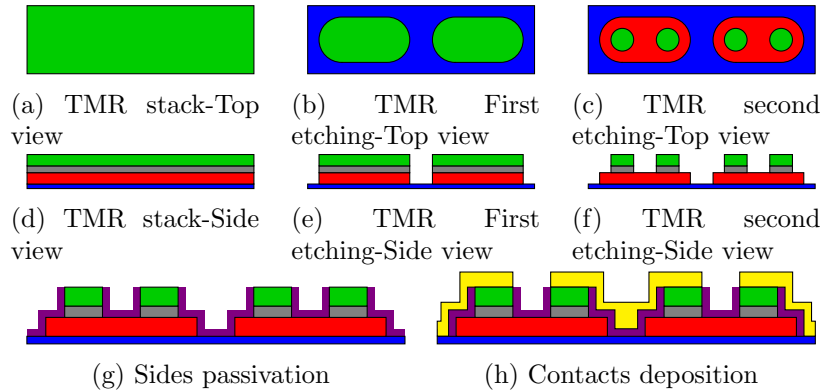 (a) TMR stack-Top view
(b) TMR First etching-Top view
(c) TMR second etching-Top view
(d) TMR stack-Side view
(e) TMR First etching-Side view
(f) TMR second etching-Side view
(g) Sides passivation
(h) Contacts deposition